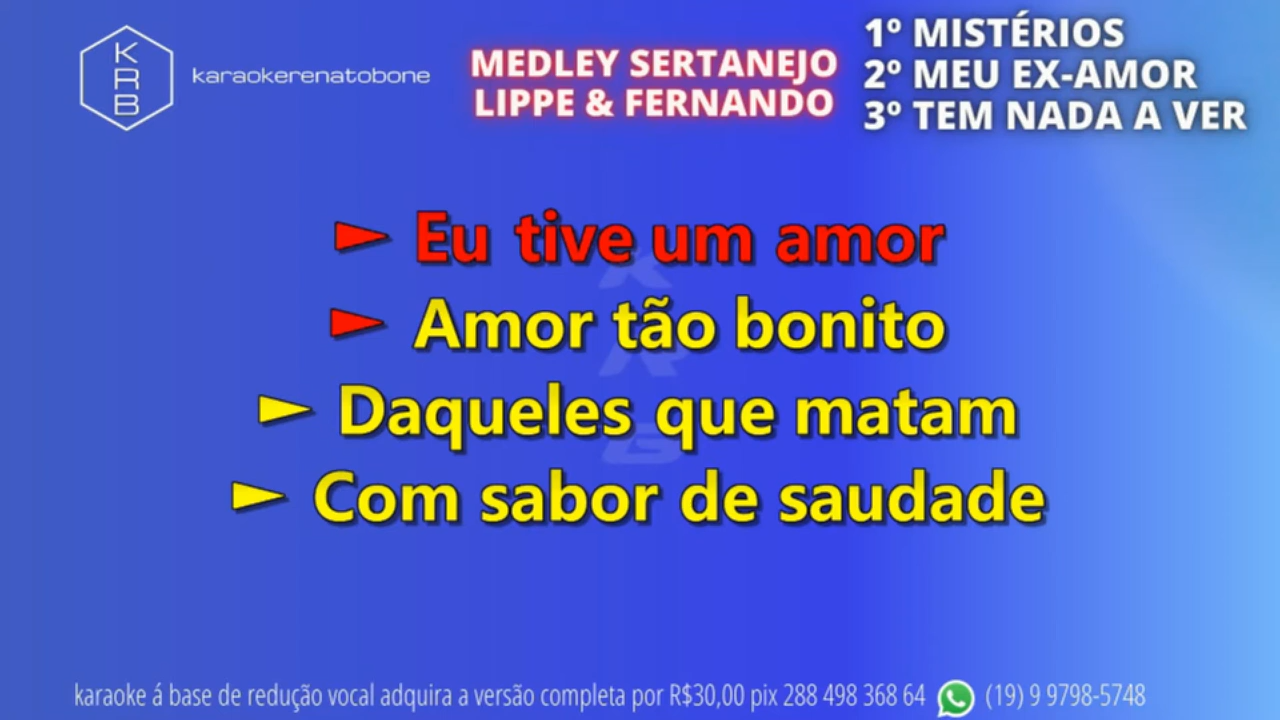 K
R
B
karaokerenatobone
MEDLEY SERTANEJO
LIPPE & FERNANDO
1º MISTÉRIOS
2º MEU EX-AMOR
3º TEM NADA A VER
► Eu tive um amor
► Amor tão bonito
► Daqueles que matam
► Com sabor de saudade
K
R
B
karaoke á base de redução vocal adquira a versão completa por R$30,00 pix 288 498 368 64 (19) 9 9798-5748